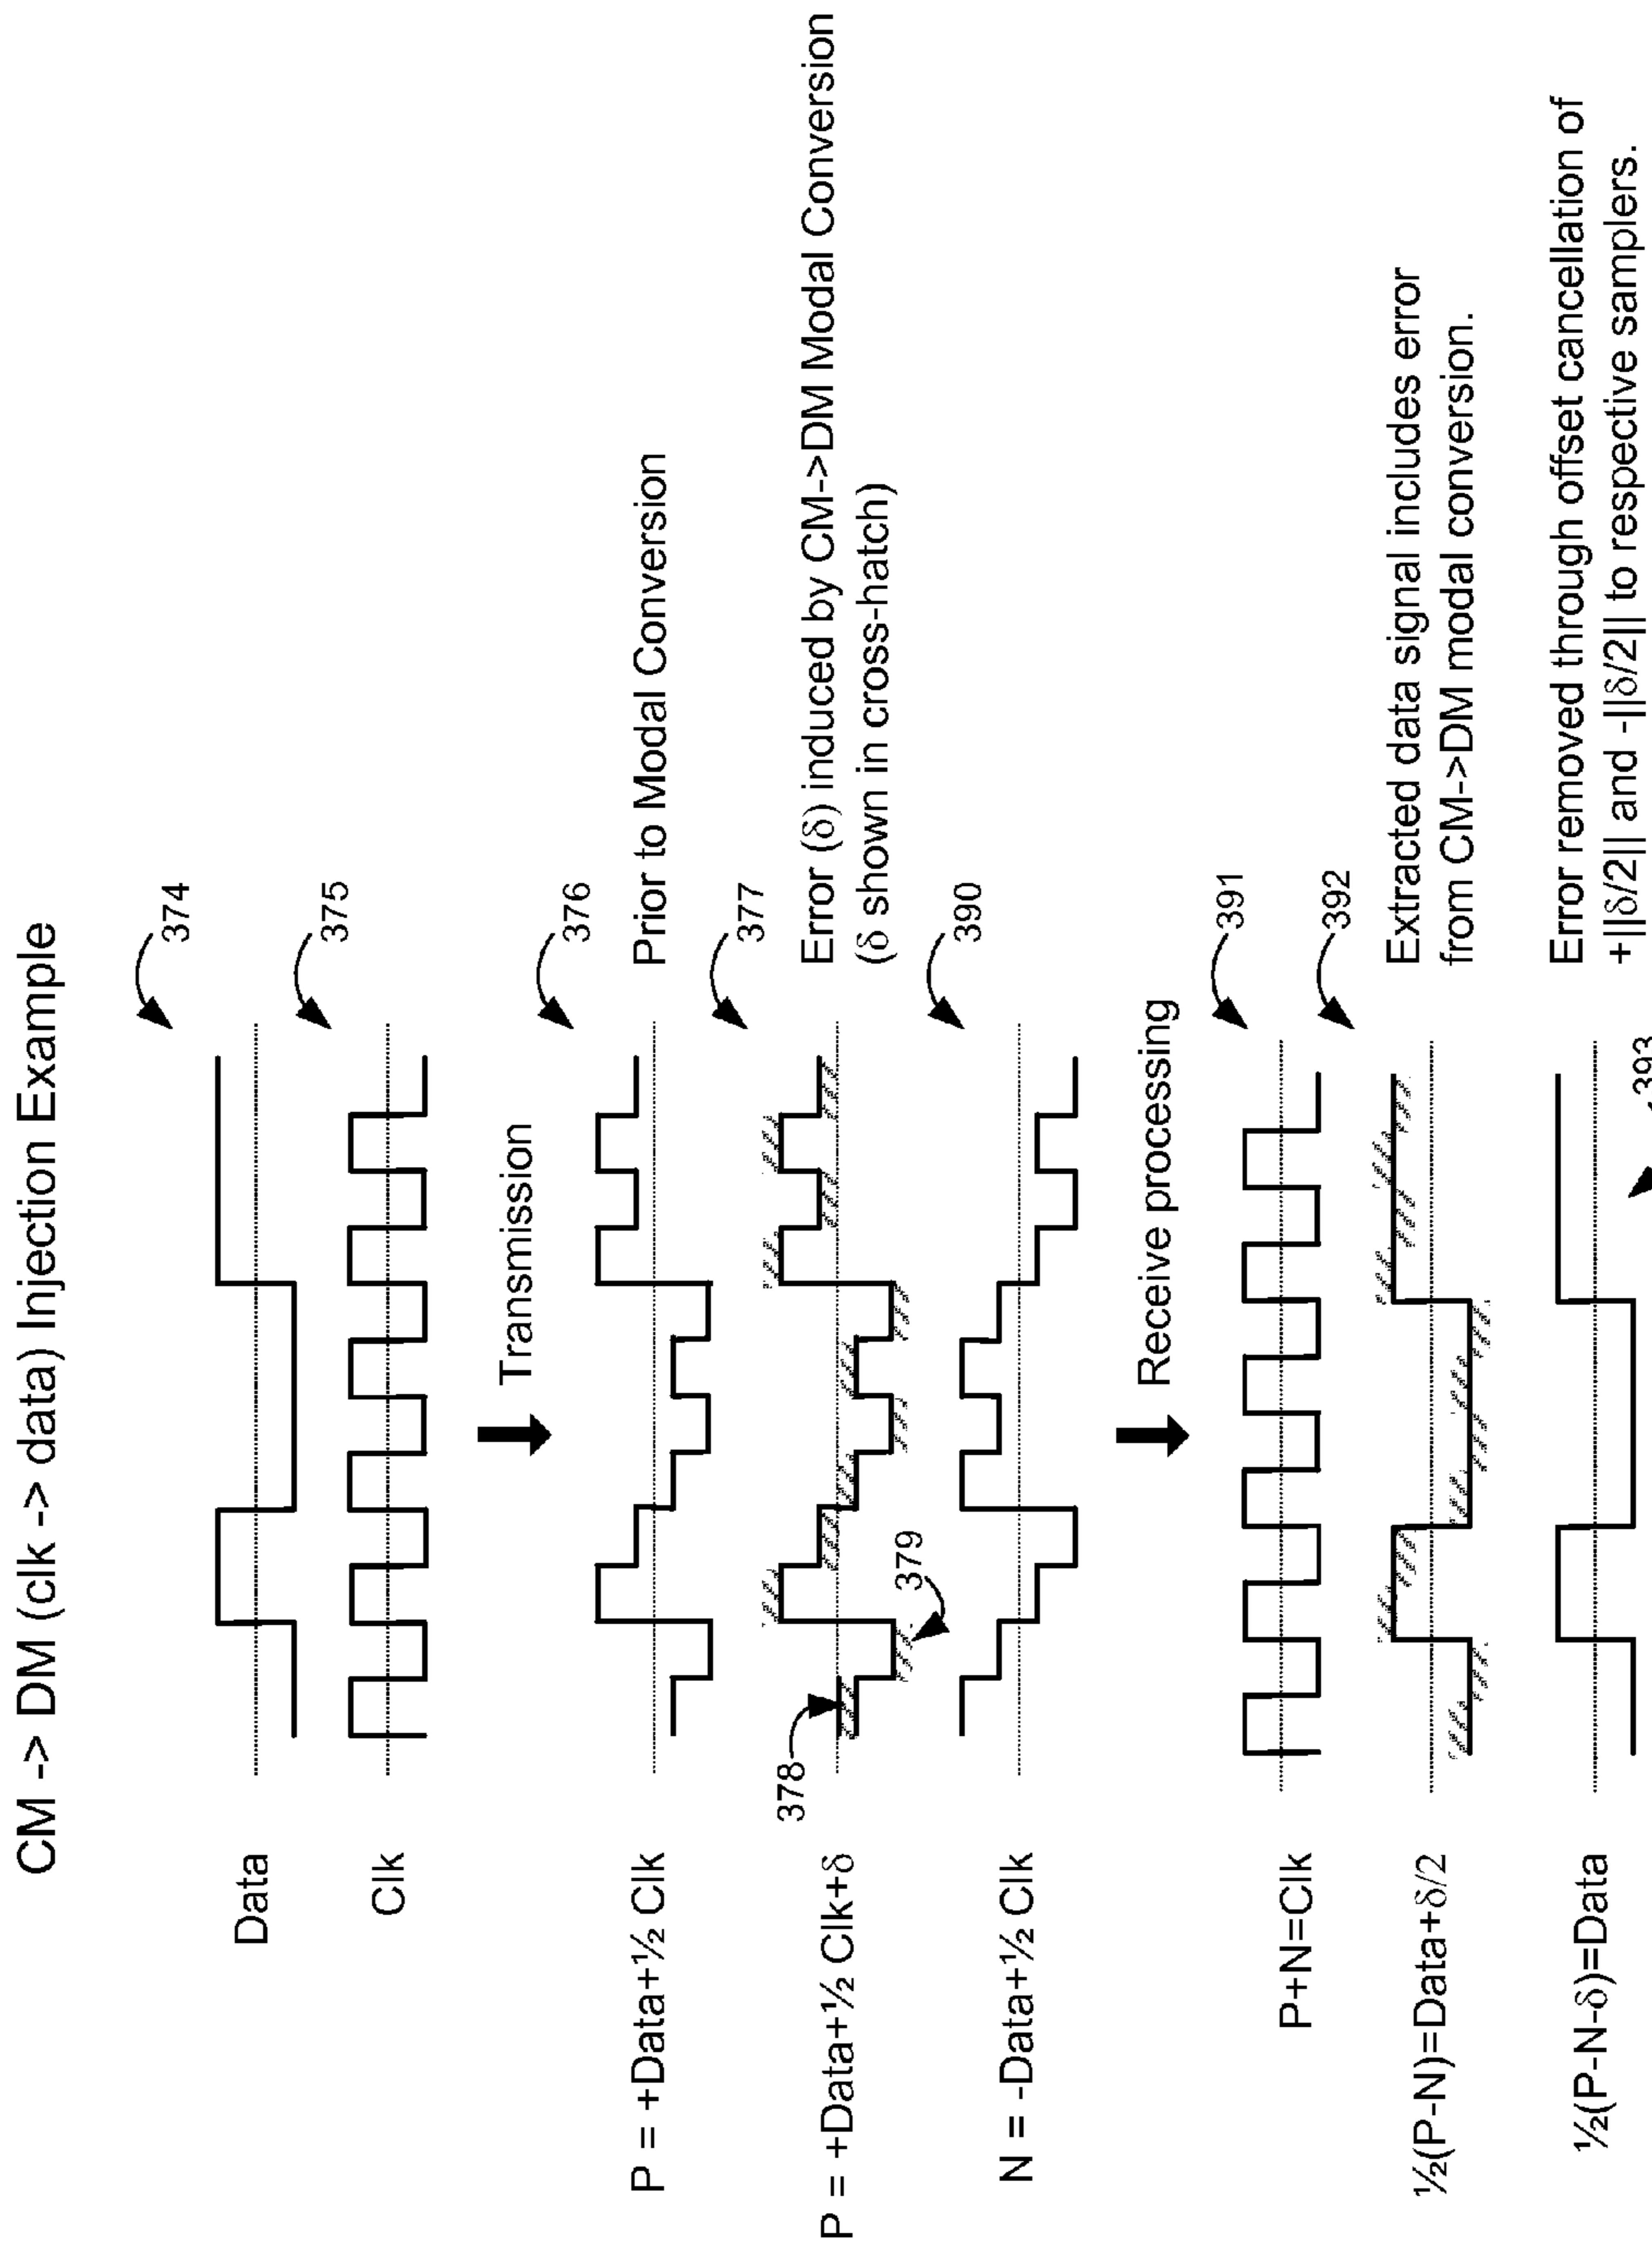 CM -> DM (clk -> data) Injection Example
374
Data
375
Clk
Transmission
376
P = +Data+½ Clk
Prior to Modal Conversion
377
P = +Data+½ Clk+δ
Error (δ) induced by CM->DM Modal Conversion
(δ shown in cross-hatch)
378
379
390
N = -Data+½ Clk
Receive processing
391
P+N=Clk
392
½(P-N)=Data+δ/2
Extracted data signal includes error
from CM->DM modal conversion.
½(P-N-δ)=Data
Error removed through offset cancellation of
+||δ/2|| and -||δ/2|| to respective samplers.
393